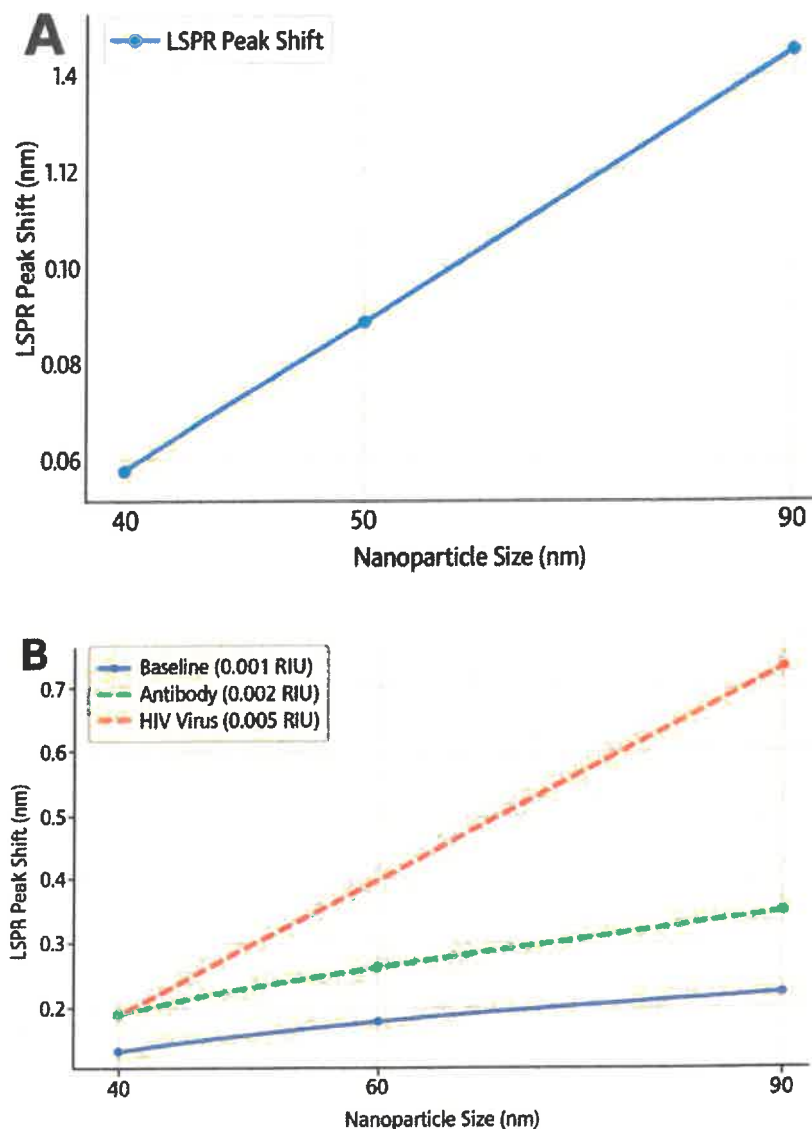 A
LSPR Peak Shift
1.4
1.12
0.10
0.08
0.06
LSPR Peak Shift (nm)
40 50 90
Nanoparticle Size (nm)
B
Baseline (0.001 RIU)
Antibody (0.002 RIU)
HIV Virus (0.005 RIU)
0.7
0.6
0.5
0.4
0.3
0.2
LSPR Peak Shift (nm)
40 60 90
Nanoparticle Size (nm)